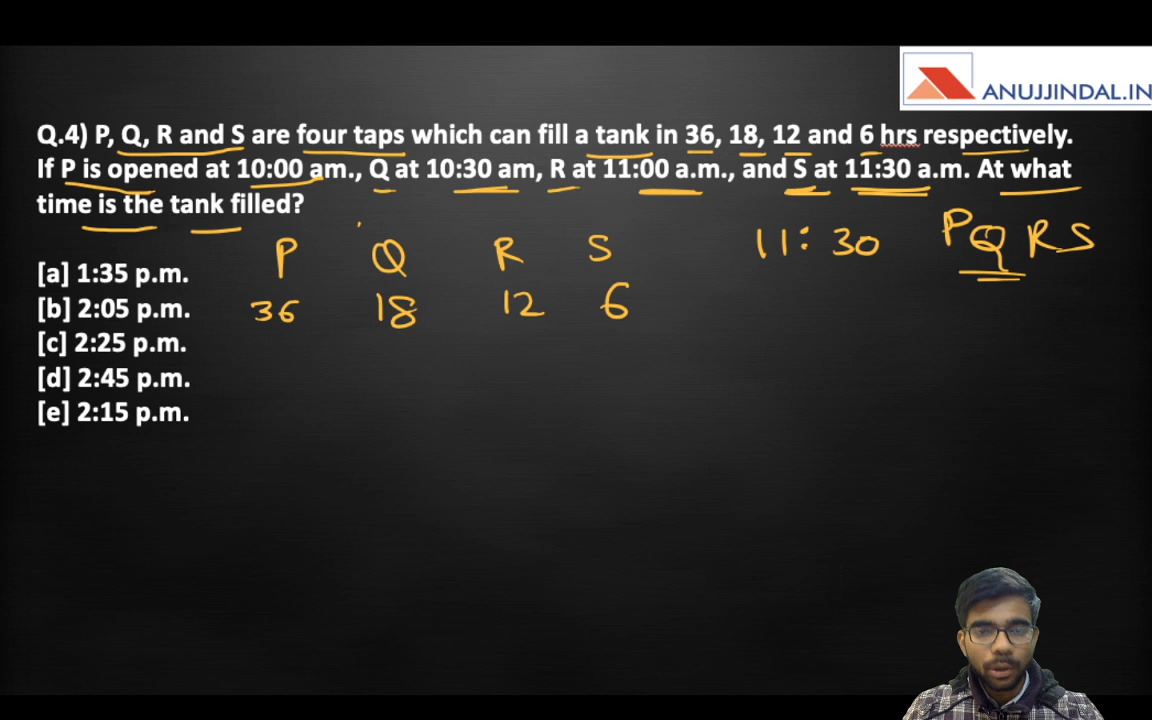 ANUJJINDAL.IN
Q.4) P, Q, R and S are four taps which can fill a tank in 36, 18, 12 and 6 hrs respectively.
If P is opened at 10:00 am., Q at 10:30 am, R at 11:00 a.m., and S at 11:30 a.m. At what
time is the tank filled?
[a] 1:35 p.m.
[b] 2:05 p.m.
[c] 2:25 p.m.
[d] 2:45 p.m.
[e] 2:15 p.m.
P Q R S
36 18 12 6
11:30 PQRS